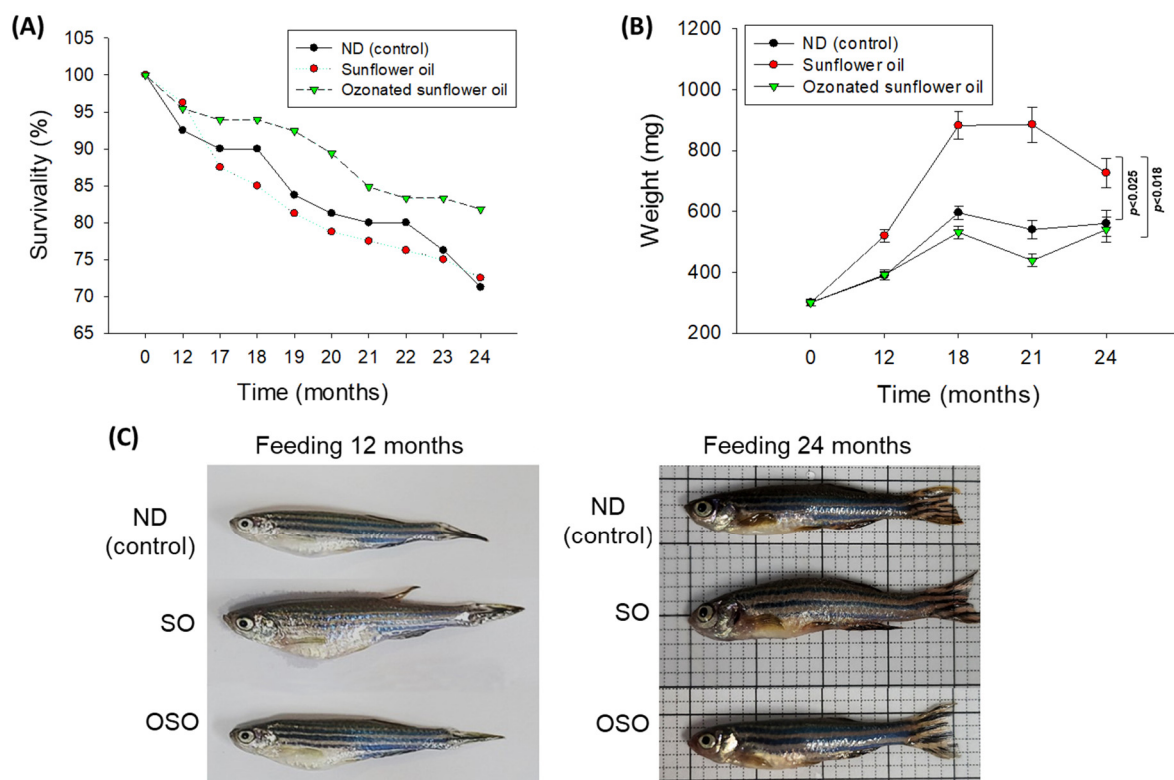 (A)
105
100
95
90
85
80
75
70
65
Survivality (%)
ND (control)
Sunflower oil
Ozonated sunflower oil
0 12 17 18 19 20 21 22 23 24
Time (months)
(B)
1200
1000
800
600
400
200
Weight (mg)
ND (control)
Sunflower oil
Ozonated sunflower oil
p<0.025
p<0.018
0 12 18 21 24
Time (months)
(C)
Feeding 12 months
ND
(control)
SO
OSO
Feeding 24 months
ND
(control)
SO
OSO